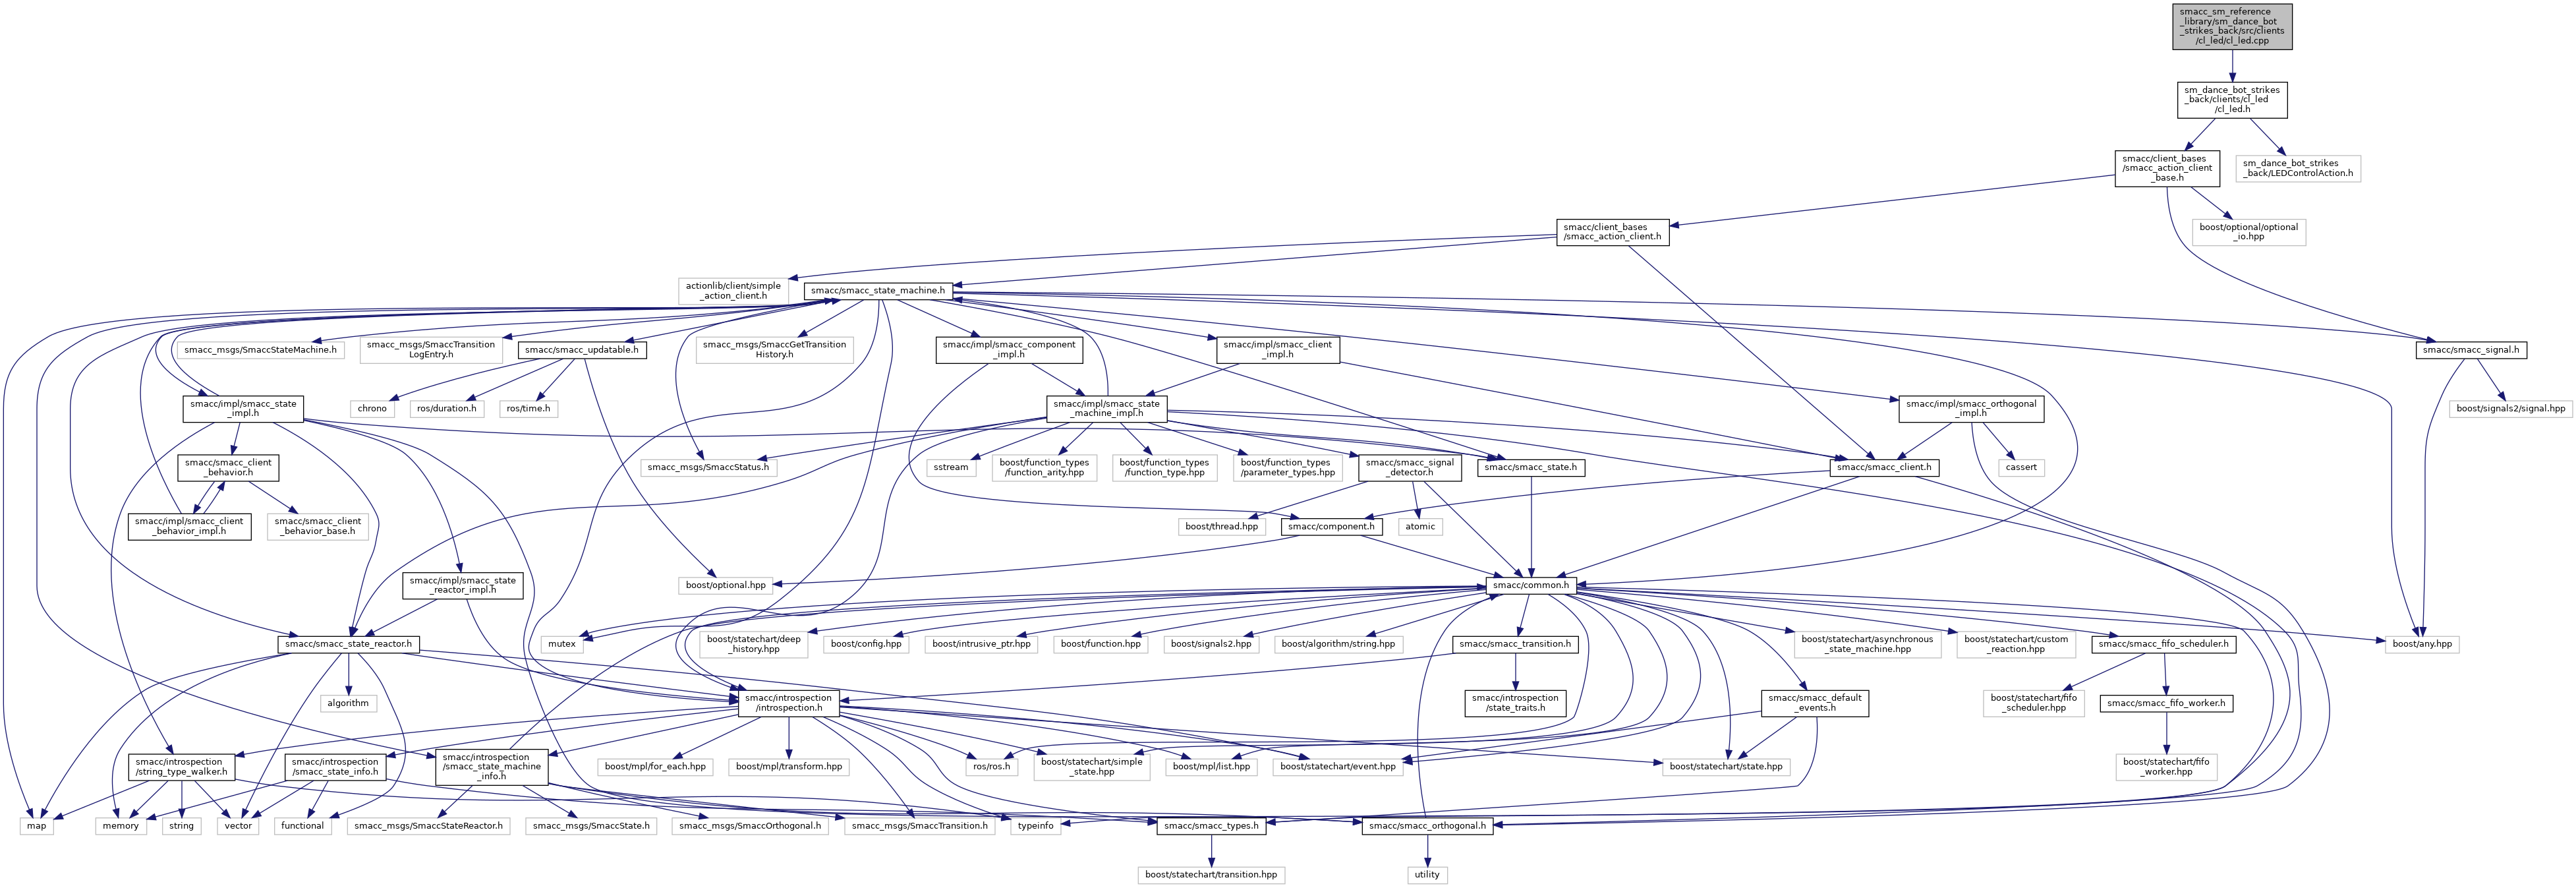 smacc_sm_reference
_library/sm_dance_bot
_strikes_back/src/clients
/cl_led/cl_led.cpp
sm_dance_bot_strikes
_back/clients/cl_led
/cl_led.h
smacc/client_bases
/smacc_action_client
_base.h
sm_dance_bot_strikes
_back/LEDControlAction.h
smacc/client_bases
/smacc_action_client.h
boost/optional/optional
_io.hpp
actionlib/client/simple
_action_client.h
smacc/smacc_state_machine.h
smacc_msgs/SmaccStateMachine.h
smacc_msgs/SmaccTransition
LogEntry.h
smacc/smacc_updatable.h
smacc_msgs/SmaccGetTransition
History.h
smacc/impl/smacc_component
_impl.h
smacc/impl/smacc_client
_impl.h
smacc/smacc_signal.h
smacc/impl/smacc_state
_impl.h
chrono
ros/duration.h
ros/time.h
smacc/impl/smacc_state
_machine_impl.h
smacc/impl/smacc_orthogonal
_impl.h
boost/signals2/signal.hpp
smacc/smacc_client
_behavior.h
smacc_msgs/SmaccStatus.h
sstream
boost/function_types
/function_arity.hpp
boost/function_types
/function_type.hpp
boost/function_types
/parameter_types.hpp
smacc/smacc_signal
_detector.h
smacc/smacc_state.h
smacc/smacc_client.h
cassert
smacc/impl/smacc_client
_behavior_impl.h
smacc/smacc_client
_behavior_base.h
boost/thread.hpp
smacc/component.h
atomic
smacc/impl/smacc_state
_reactor_impl.h
boost/optional.hpp
smacc/common.h
smacc/smacc_state_reactor.h
mutex
boost/statechart/deep
_history.hpp
boost/config.hpp
boost/intrusive_ptr.hpp
boost/function.hpp
boost/signals2.hpp
boost/algorithm/string.hpp
smacc/smacc_transition.h
boost/statechart/asynchronous
_state_machine.hpp
boost/statechart/custom
_reaction.hpp
smacc/smacc_fifo_scheduler.h
boost/any.hpp
algorithm
smacc/introspection
/introspection.h
smacc/introspection
/state_traits.h
smacc/smacc_default
_events.h
boost/statechart/fifo
_scheduler.hpp
smacc/smacc_fifo_worker.h
smacc/introspection
/string_type_walker.h
smacc/introspection
/smacc_state_info.h
smacc/introspection
/smacc_state_machine
_info.h
boost/mpl/for_each.hpp
boost/mpl/transform.hpp
ros/ros.h
boost/statechart/simple
_state.hpp
boost/mpl/list.hpp
boost/statechart/event.hpp
boost/statechart/state.hpp
boost/statechart/fifo
_worker.hpp
map
memory
string
vector
functional
smacc_msgs/SmaccStateReactor.h
smacc_msgs/SmaccState.h
smacc_msgs/SmaccOrthogonal.h
smacc_msgs/SmaccTransition.h
typeinfo
smacc/smacc_types.h
smacc/smacc_orthogonal.h
boost/statechart/transition.hpp
utility